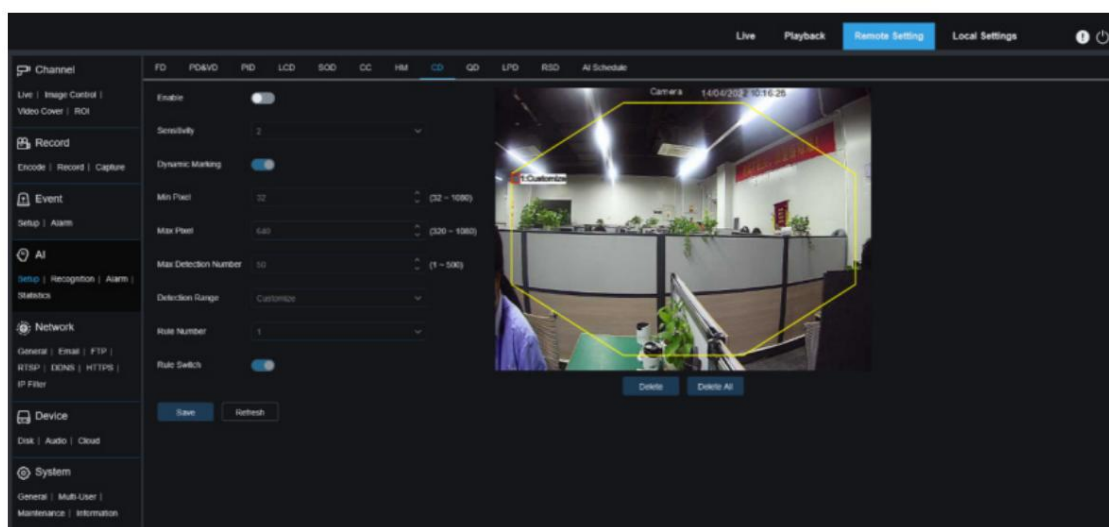 Live Playback Remote Setting Local Settings
Channel
Live | Image Control |
Video Cover | ROI
Record
Encode | Record | Capture
Event
Setup | Alarm
AI
Setup | Recognition | Alarm |
Statistics
Network
General | Email | FTP |
RTSP | DDNS | HTTPS |
IP Filter
Device
Disk | Audio | Cloud
System
General | Multi-User |
Maintenance | Information
FD PD&VD PID LCD SOD CC HM CD QD LPD RSD AI Schedule
Enable
Sensitivity 2
Dynamic Marking
Min Pixel 32 (32 ~ 1080)
Max Pixel 640 (320 ~ 1080)
Max Detection Number 50 (1 ~ 500)
Detection Range Customize
Rule Number 1
Rule Switch
Save Refresh
Camera 14/04/2022 10:16:28
1:Customize
Delete Delete All